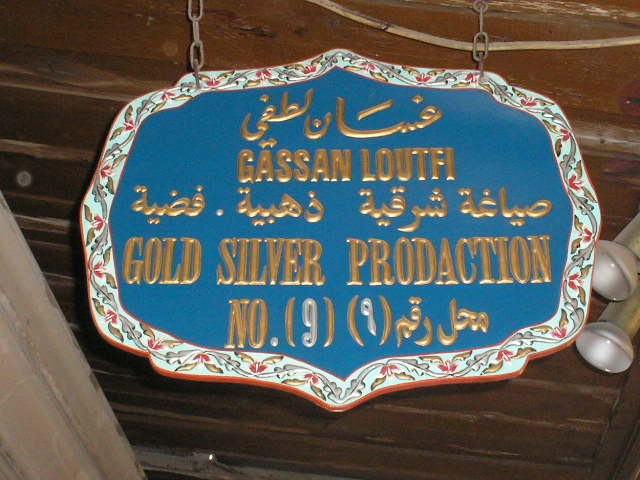 غسان لطفي
GASSAN LOUTFI
صياغة شرقية ذهبية . فضية
GOLD SILVER PRODACTION
NO. (9) محل رقم (٩)